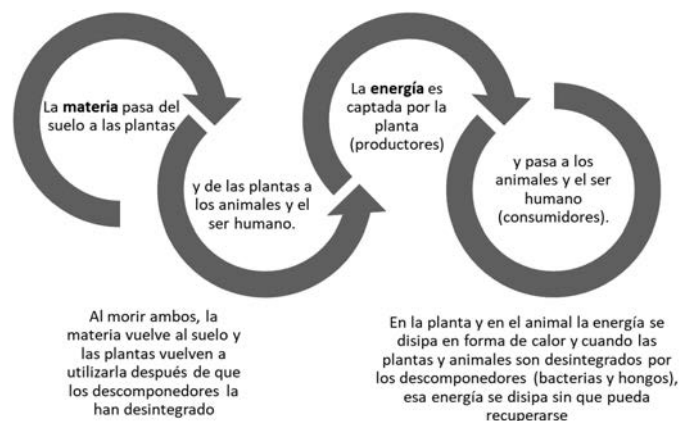 La materia pasa del
suelo a las plantas
y de las plantas a
los animales y el
ser humano.
La energía es
captada por la
planta
(productores)
y pasa a los
animales y el ser
humano
(consumidores).
Al morir ambos, la
materia vuelve al suelo y
las plantas vuelven a
utilizarla después de que
los descomponedores la
han desintegrado
En la planta y en el animal la energía se
disipa en forma de calor y cuando las
plantas y animales son desintegrados por
los descomponedores (bacterias y hongos),
esa energía se disipa sin que pueda
recuperarse